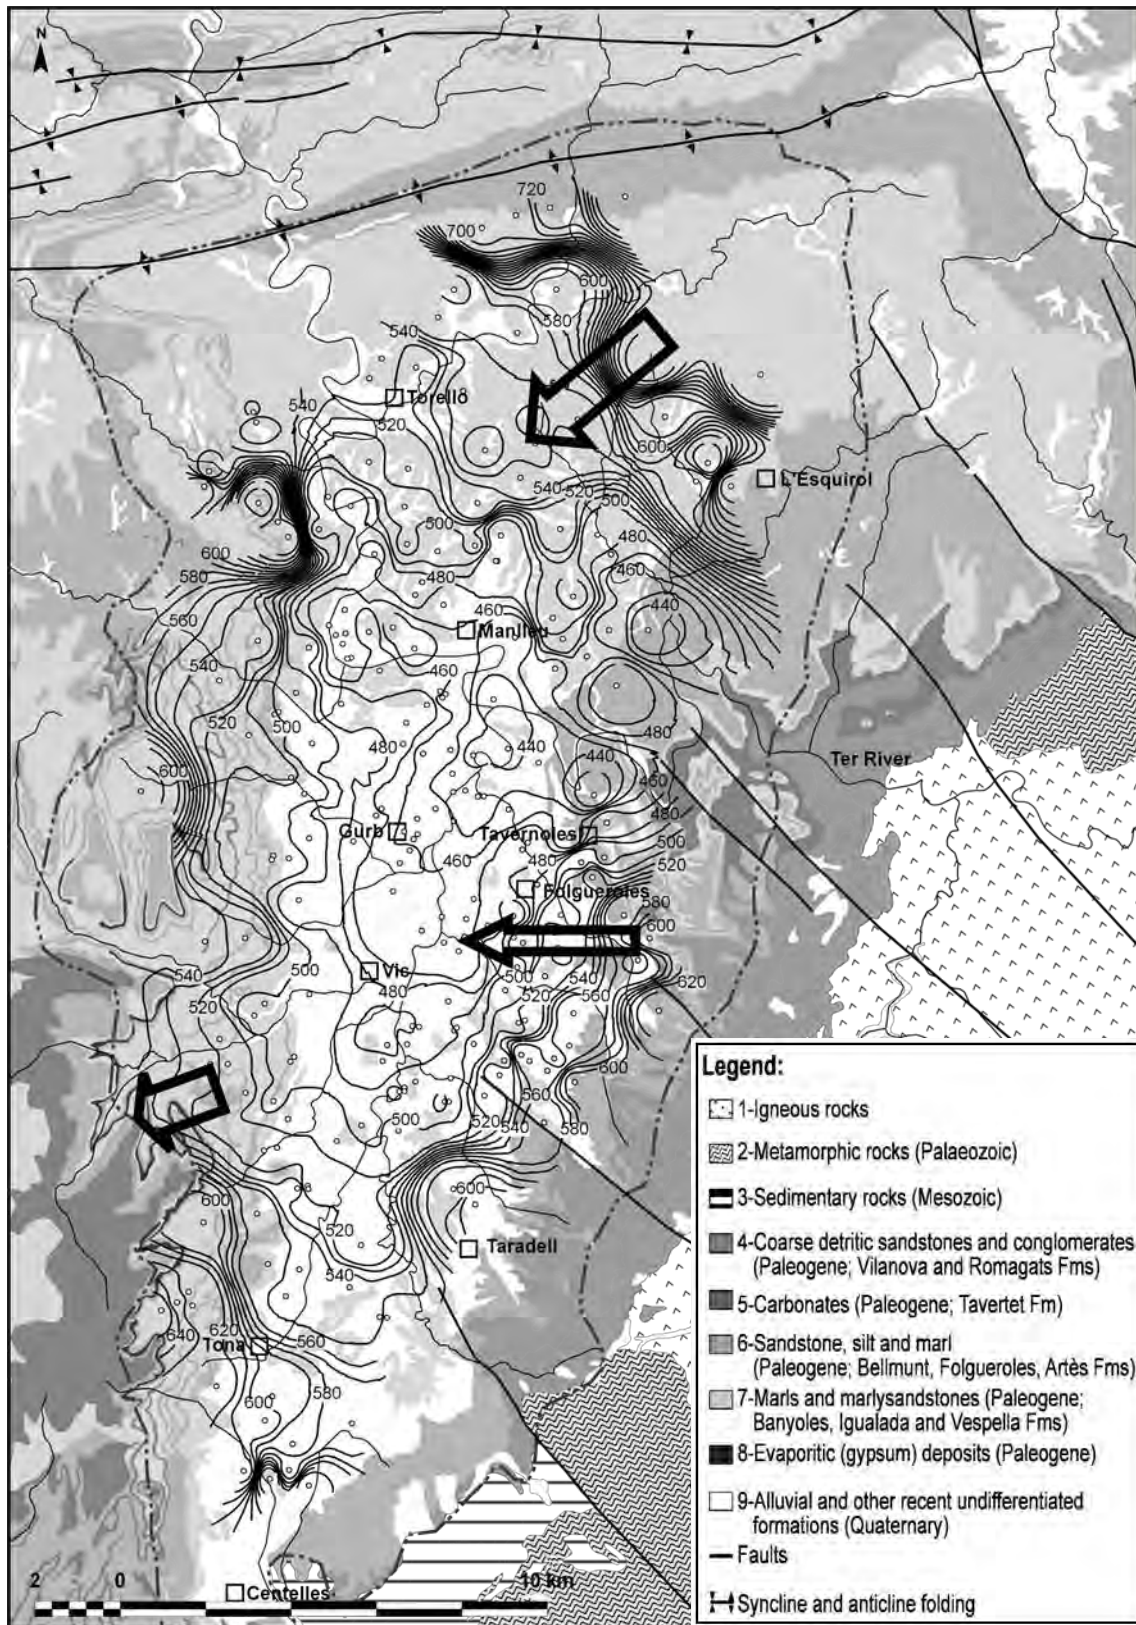 N
720
700
600
580
540
Torelló
540
520
600
L'Esquirol
540
520
500
500
480
480
460
600
580
560
460
440
Manlleu
540
460
520
500
480
440
480
440
460
600
Ter River
480
Gurb
Tavernoles
500
460
480
520
Folgueroles
580
600
540
500
Vic
500
540
620
480
520
560
520
600
560
500
520
540
580
600
600
520
Taradell
540
640
620
560
Tona
580
600
2 0 10 km
Centelles
Legend:
1-Igneous rocks
2-Metamorphic rocks (Palaeozoic)
3-Sedimentary rocks (Mesozoic)
4-Coarse detritic sandstones and conglomerates
(Paleogene; Vilanova and Romagats Fms)
5-Carbonates (Paleogene; Tavertet Fm)
6-Sandstone, silt and marl
(Paleogene; Bellmunt, Folgueroles, Artès Fms)
7-Marls and marlysandstones (Paleogene;
Banyoles, Igualada and Vespella Fms)
8-Evaporitic (gypsum) deposits (Paleogene)
9-Alluvial and other recent undifferentiated
formations (Quaternary)
Faults
Syncline and anticline folding